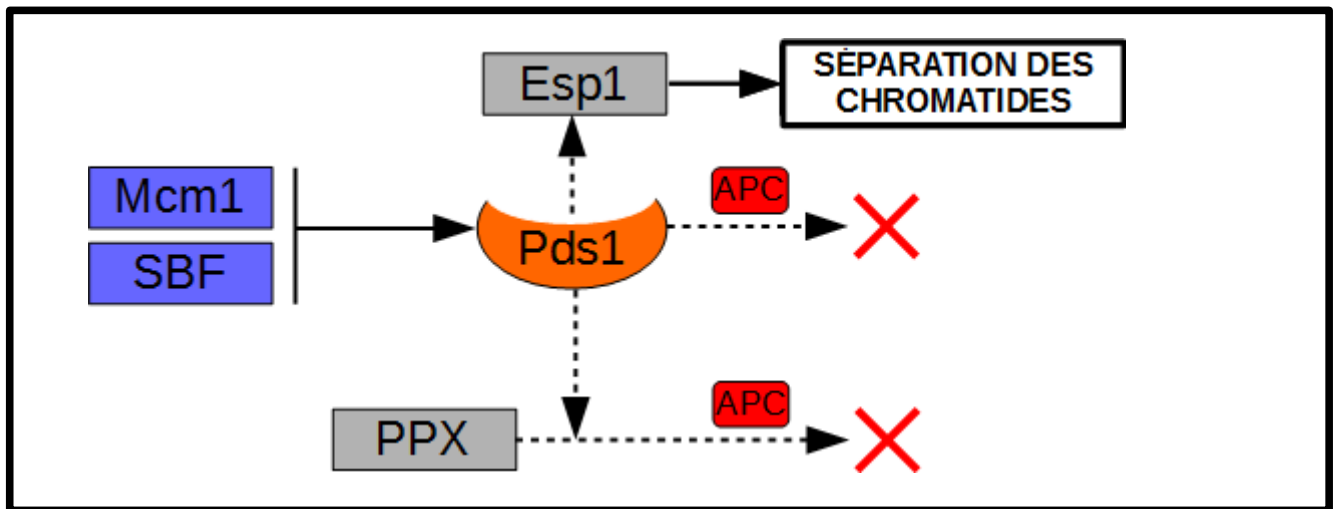 Esp1
SÉPARATION DES
CHROMATIDES
Mcm1
SBF
Pds1
APC
PPX
APC